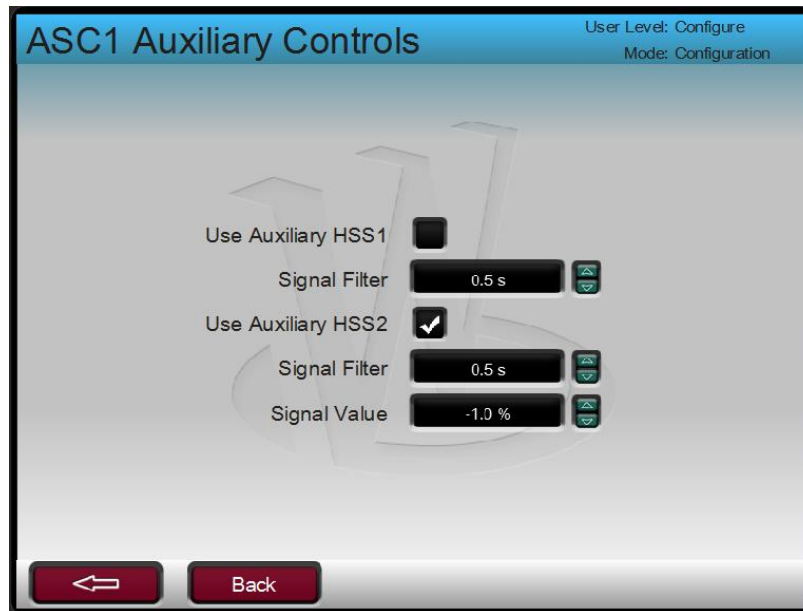 ASC1 Auxiliary Controls
User Level: Configure
Mode: Configuration
Use Auxiliary HSS1
Signal Filter 0.5 s
Use Auxiliary HSS2
Signal Filter 0.5 s
Signal Value -1.0 %
Back